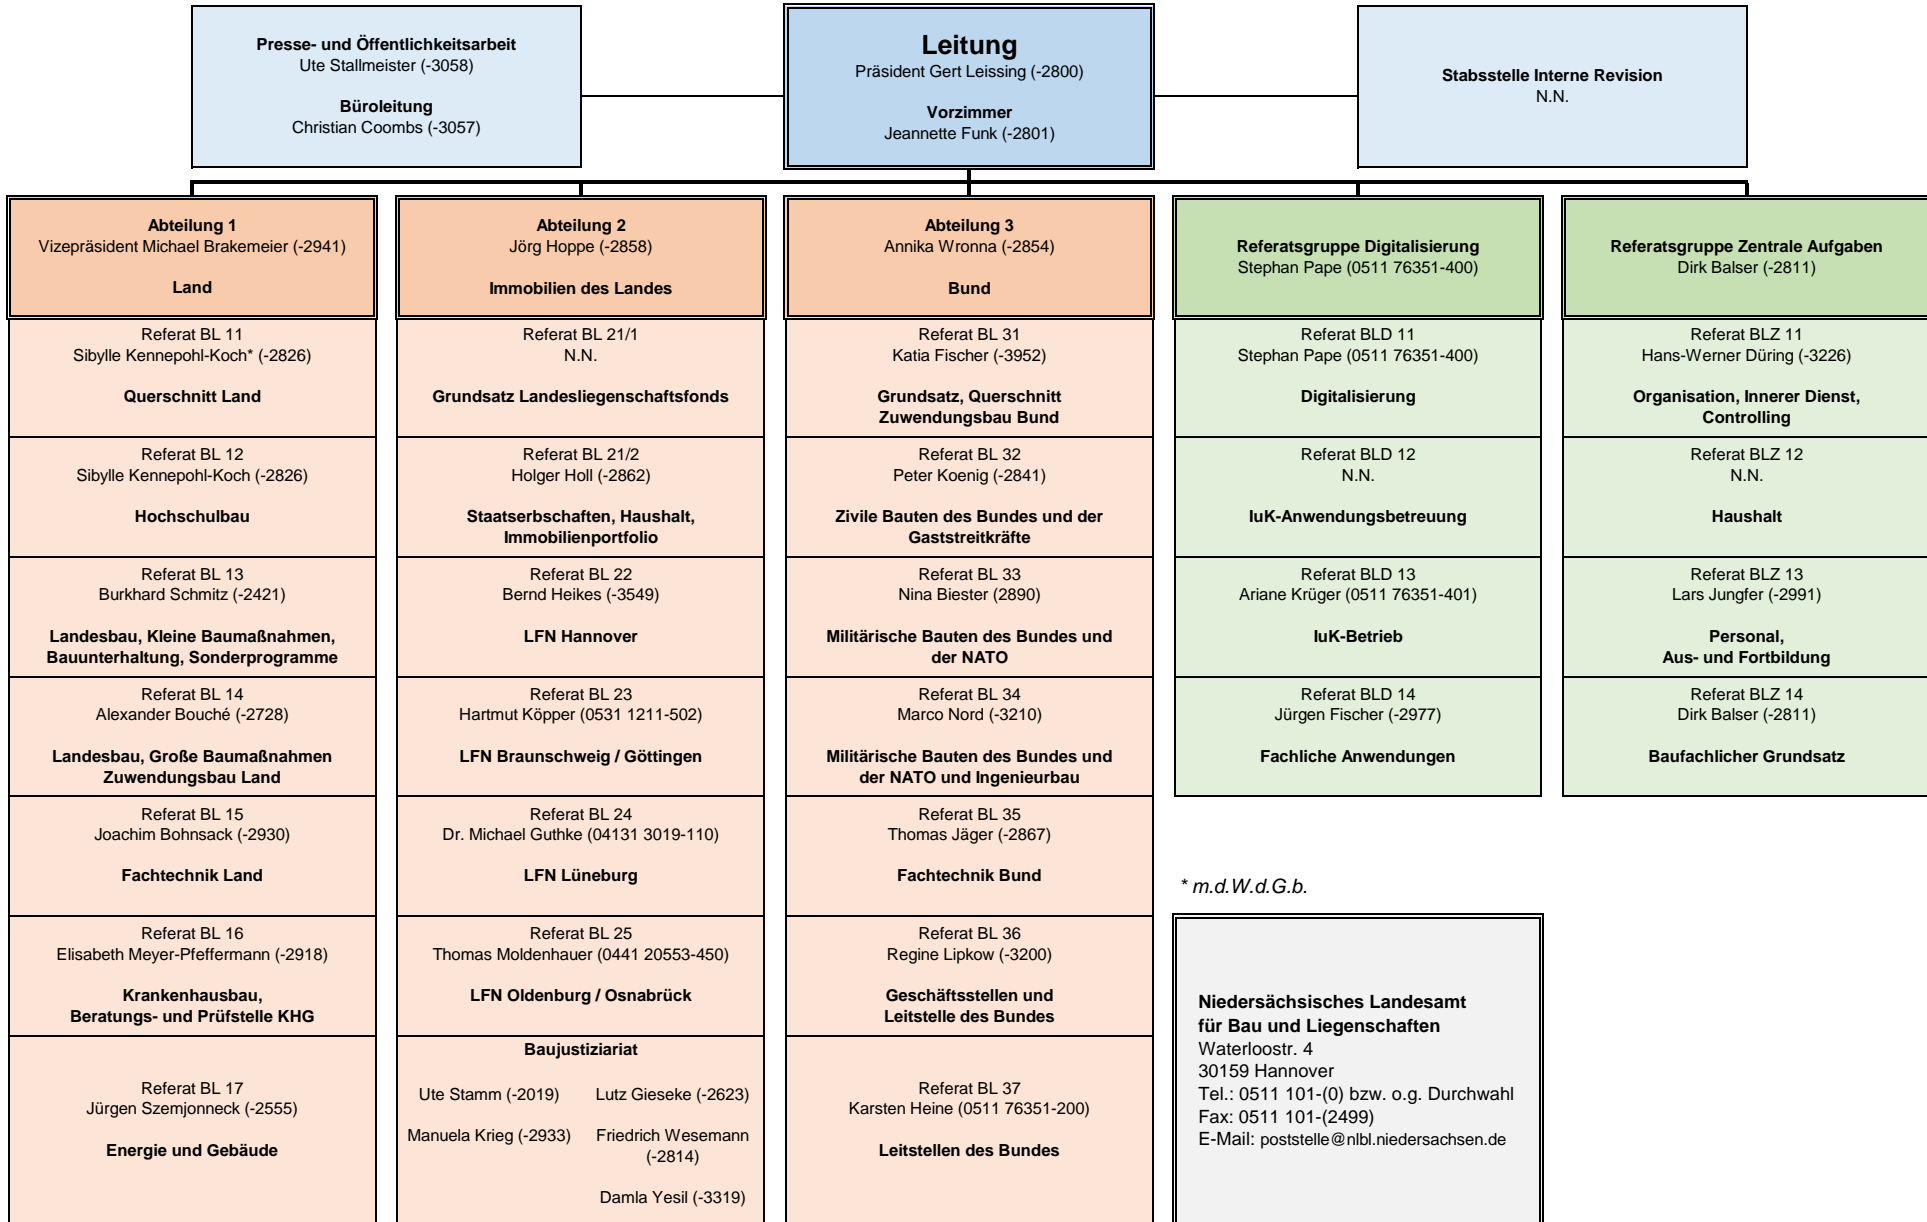 Presse- und Öffentlichkeitsarbeit
Ute Stallmeister (-3058)
Büroleitung
Christian Coombs (-3057)
Leitung
Präsident Gert Leissing (-2800)
Vorzimmer
Jeannette Funk (-2801)
Stabsstelle Interne Revision
N.N.
Abteilung 1
Vizepräsident Michael Brakemeier (-2941)
Land
Referat BL 11
Sibylle Kennepohl-Koch* (-2826)
Querschnitt Land
Referat BL 12
Sibylle Kennepohl-Koch (-2826)
Hochschulbau
Referat BL 13
Burkhard Schmitz (-2421)
Landesbau, Kleine Baumaßnahmen,
Bauunterhaltung, Sonderprogramme
Referat BL 14
Alexander Bouché (-2728)
Landesbau, Große Baumaßnahmen
Zuwendungsbau Land
Referat BL 15
Joachim Bohnsack (-2930)
Fachtechnik Land
Referat BL 16
Elisabeth Meyer-Pfeffermann (-2918)
Krankenhausbau,
Beratungs- und Prüfstelle KHG
Referat BL 17
Jürgen Szemjonneck (-2555)
Energie und Gebäude
Abteilung 2
Jörg Hoppe (-2858)
Immobilien des Landes
Referat BL 21/1
N.N.
Grundsatz Landesliegenschaftsfonds
Referat BL 21/2
Holger Holl (-2862)
Staatserbschaften, Haushalt,
Immobilienportfolio
Referat BL 22
Bernd Heikes (-3549)
LFN Hannover
Referat BL 23
Hartmut Köpper (0531 1211-502)
LFN Braunschweig / Göttingen
Referat BL 24
Dr. Michael Guthke (04131 3019-110)
LFN Lüneburg
Referat BL 25
Thomas Moldenhauer (0441 20553-450)
LFN Oldenburg / Osnabrück
Baujustiziariat
Ute Stamm (-2019) Lutz Gieseke (-2623)
Manuela Krieg (-2933) Friedrich Wesemann
(-2814)
Damla Yesil (-3319)
Abteilung 3
Annika Wronna (-2854)
Bund
Referat BL 31
Katia Fischer (-3952)
Grundsatz, Querschnitt
Zuwendungsbau Bund
Referat BL 32
Peter Koenig (-2841)
Zivile Bauten des Bundes und der
Gaststreitkräfte
Referat BL 33
Nina Biester (2890)
Militärische Bauten des Bundes und
der NATO
Referat BL 34
Marco Nord (-3210)
Militärische Bauten des Bundes und
der NATO und Ingenieurbau
Referat BL 35
Thomas Jäger (-2867)
Fachtechnik Bund
Referat BL 36
Regine Lipkow (-3200)
Geschäftsstellen und
Leitstelle des Bundes
Referat BL 37
Karsten Heine (0511 76351-200)
Leitstellen des Bundes
Referatsgruppe Digitalisierung
Stephan Pape (0511 76351-400)
Referat BLD 11
Stephan Pape (0511 76351-400)
Digitalisierung
Referat BLD 12
N.N.
IuK-Anwendungsbetreuung
Referat BLD 13
Ariane Krüger (0511 76351-401)
IuK-Betrieb
Referat BLD 14
Jürgen Fischer (-2977)
Fachliche Anwendungen
Referatsgruppe Zentrale Aufgaben
Dirk Balser (-2811)
Referat BLZ 11
Hans-Werner Düring (-3226)
Organisation, Innerer Dienst,
Controlling
Referat BLZ 12
N.N.
Haushalt
Referat BLZ 13
Lars Jungfer (-2991)
Personal,
Aus- und Fortbildung
Referat BLZ 14
Dirk Balser (-2811)
Baufachlicher Grundsatz
* m.d.W.d.G.b.
Niedersächsisches Landesamt
für Bau und Liegenschaften
Waterloostr. 4
30159 Hannover
Tel.: 0511 101-(0) bzw. o.g. Durchwahl
Fax: 0511 101-(2499)
E-Mail: poststelle@nlbl.niedersachsen.de